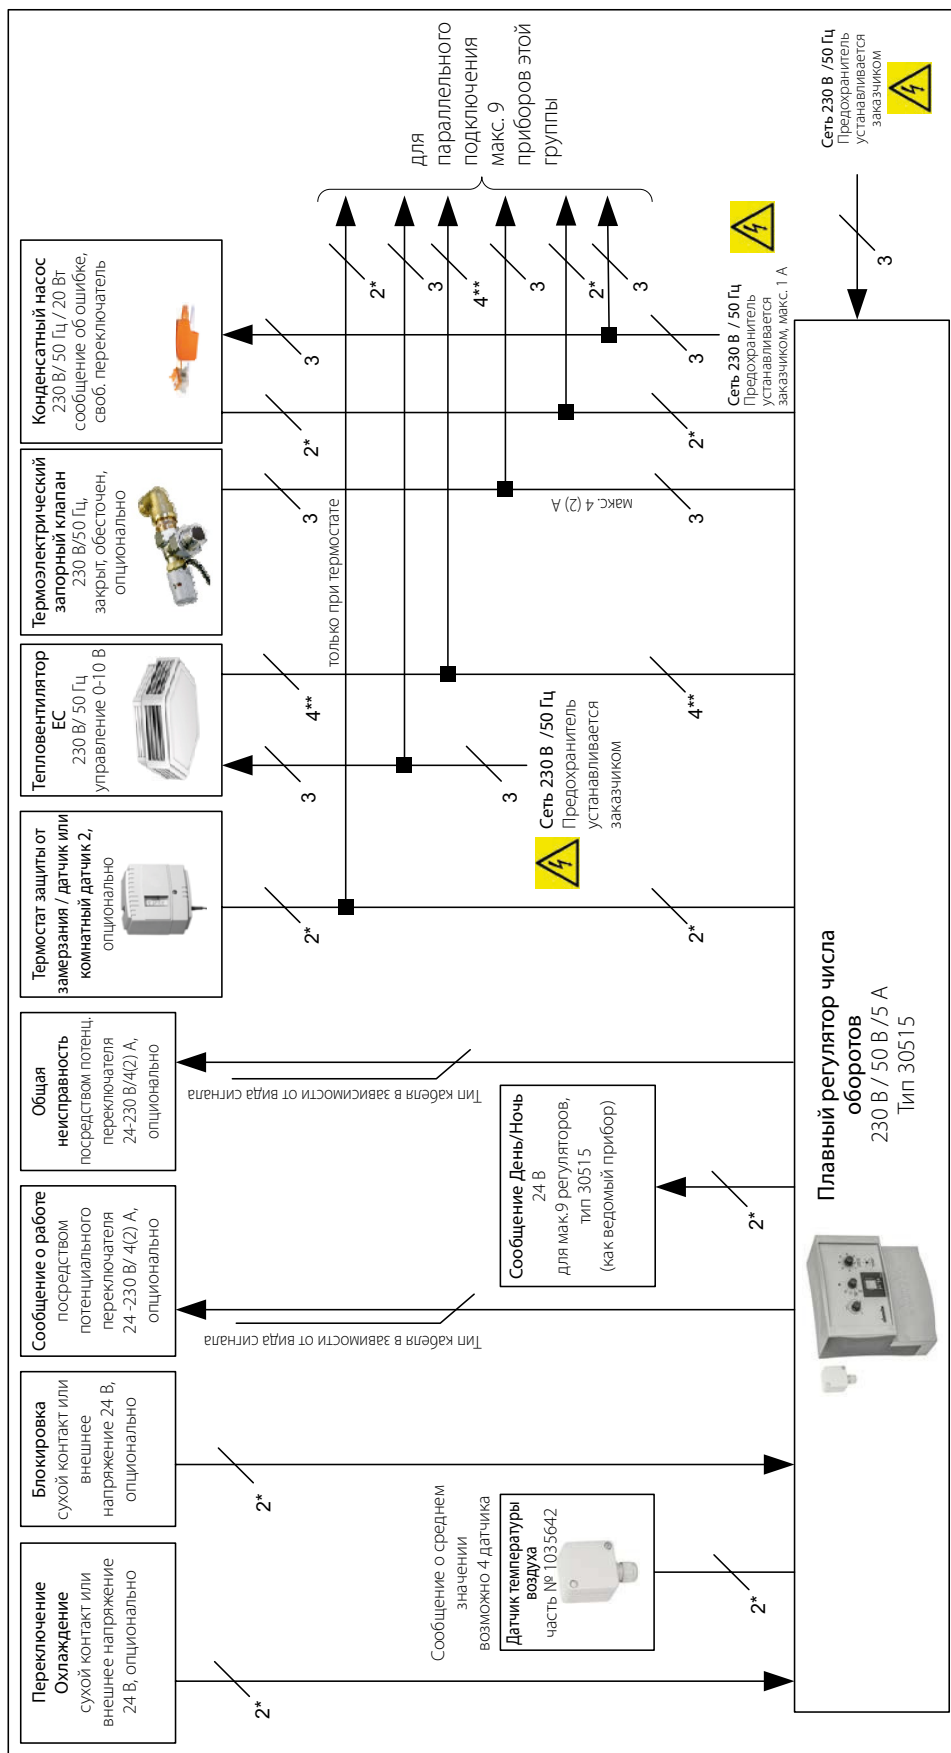 Переключение
Охлаждение
сухой контакт или
внешнее напряжение
24 В, опционально
Блокировка
сухой контакт или
внешнее
напряжение 24 В,
опционально
Сообщение о работе
посредством
потенциального
переключателя
24 -230 В/ 4(2) А,
опционально
Общая
неисправность
посредством потенц.
переключателя
24-230 В/4(2) А,
опционально
Термостат защиты от
замерзания / датчик или
комнатный датчик 2,
опционально
Тепловентилятор
ЕС
230 В/ 50 Гц
управление 0-10 В
Термоэлектрический
запорный клапан
230 В/50 Гц,
закрыт, обесточен,
опционально
Конденсатный насос
230 В/ 50 Гц / 20 Вт
сообщение об ошибке,
своб. переключатель
2*
2*
Тип кабеля в завимости от вида сигнала
Тип кабеля в зависимости от вида сигнала
2*
3
4**
3
2*
3
только при термостате
2*
3
4**
3
2*
3
для
параллельного
подключения
макс. 9
приборов этой
группы
Сообщение о среднем
значении
возможно 4 датчика
Датчик температуры
воздуха
часть № 1035642
2*
Сообщение День/Ночь
24 В
для мак.9 регуляторов,
тип 30515
(как ведомый прибор)
2*
2*
3
Сеть 230 В /50 Гц
Предохранитель
устанавливается
заказчиком
4**
макс. 4 (2) А
3
2*
3
Сеть 230 В / 50 Гц
Предохранитель
устанавливается
заказчиком, макс. 1 А
Плавный регулятор числа
оборотов
230 В / 50 В /5 А
Тип 30515
3
Сеть 230 В /50 Гц
Предохранитель
устанавливается
заказчиком